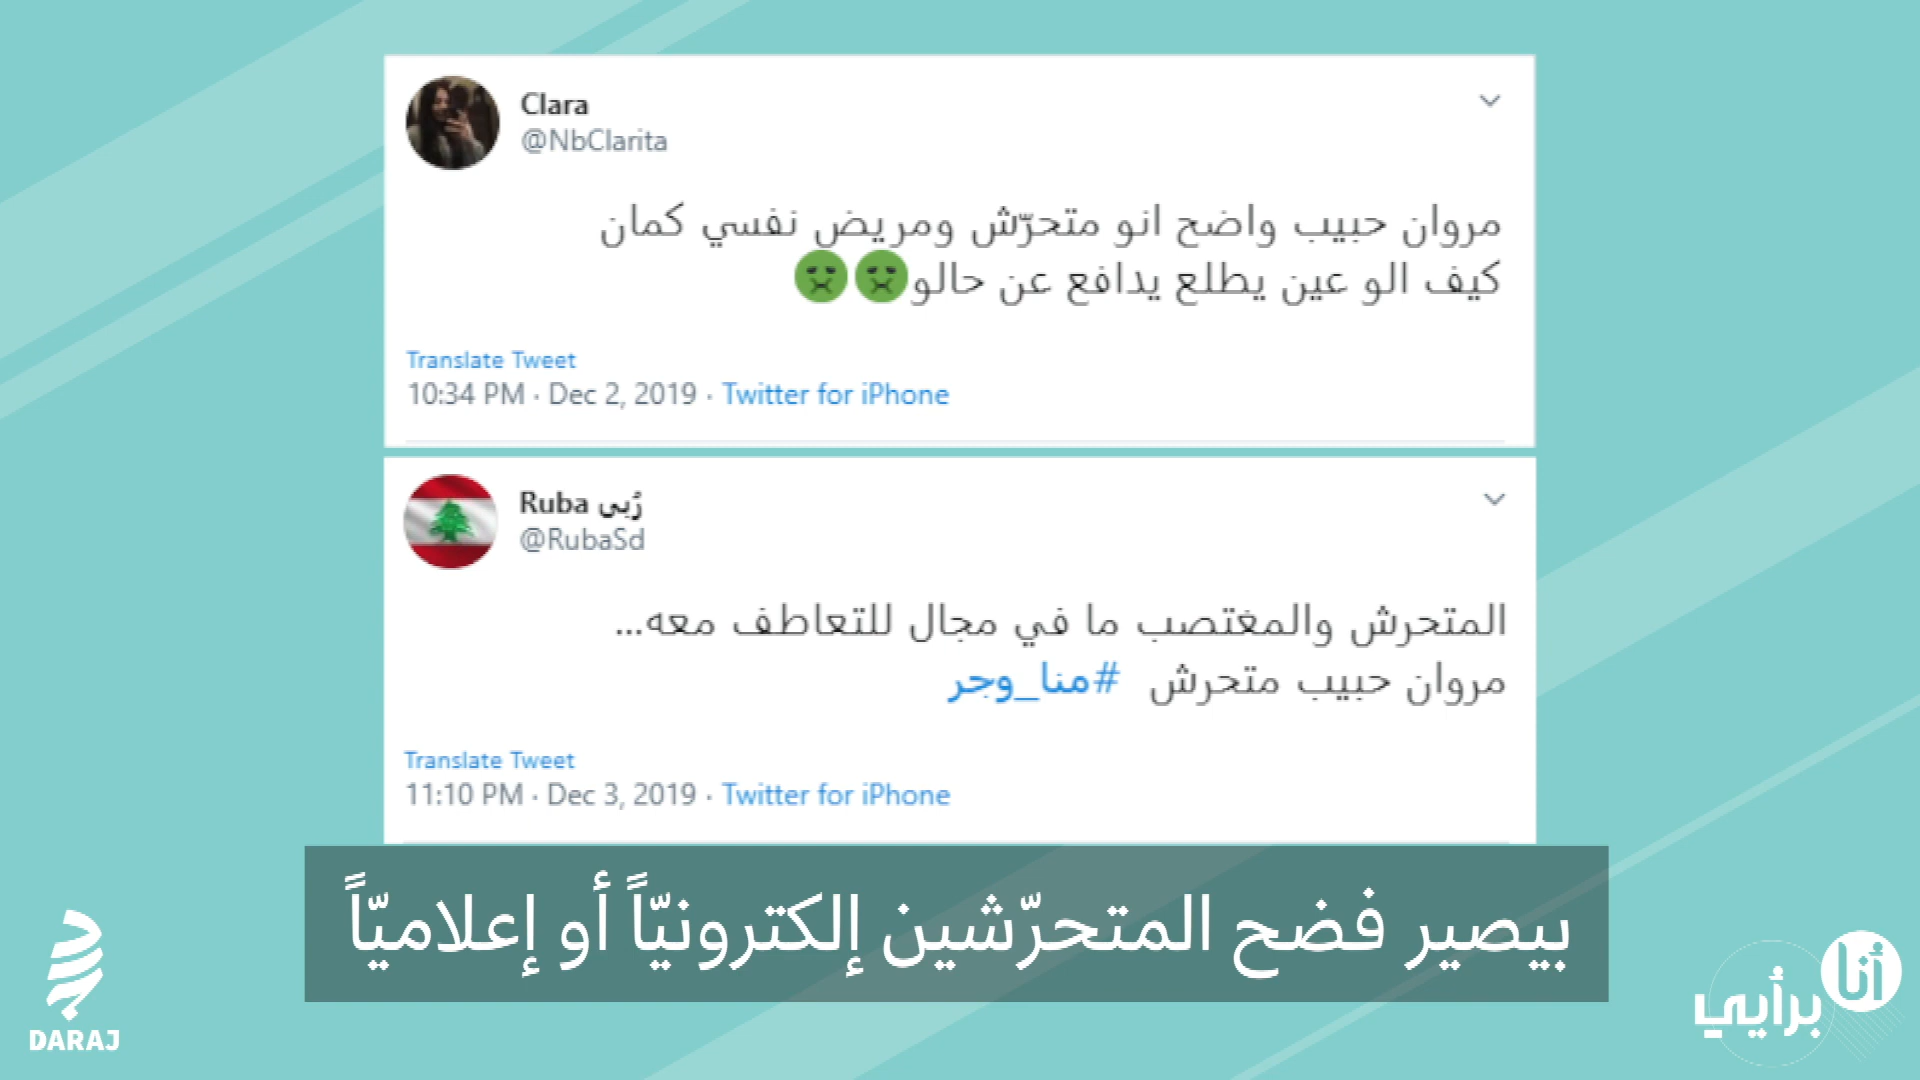 Clara
@NbClarita
مروان حبيب واضح انو متحرّش ومريض نفسي كمان
كيف الو عين يطلع يدافع عن حالو🤢🤢
Translate Tweet
10:34 PM · Dec 2, 2019 · Twitter for iPhone
Ruba رُبى
@RubaSd
المتحرش والمغتصب ما في مجال للتعاطف معه...
مروان حبيب متحرش #منا_وجر
Translate Tweet
11:10 PM · Dec 3, 2019 · Twitter for iPhone
بيصير فضح المتحرّشين إلكترونيّاً أو إعلاميّاً
DARAJ
أنا
برأيي